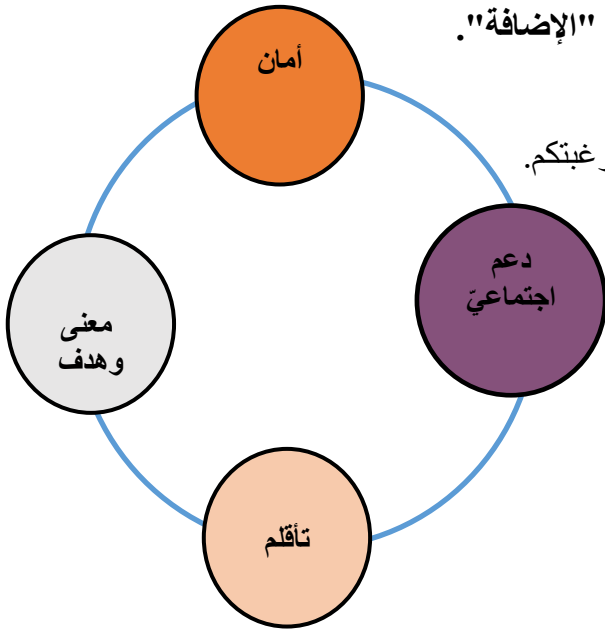 "الإضافة".
أمان
غبتكم.
دعم
اجتماعيّ
معنى
وهدف
تأقلم